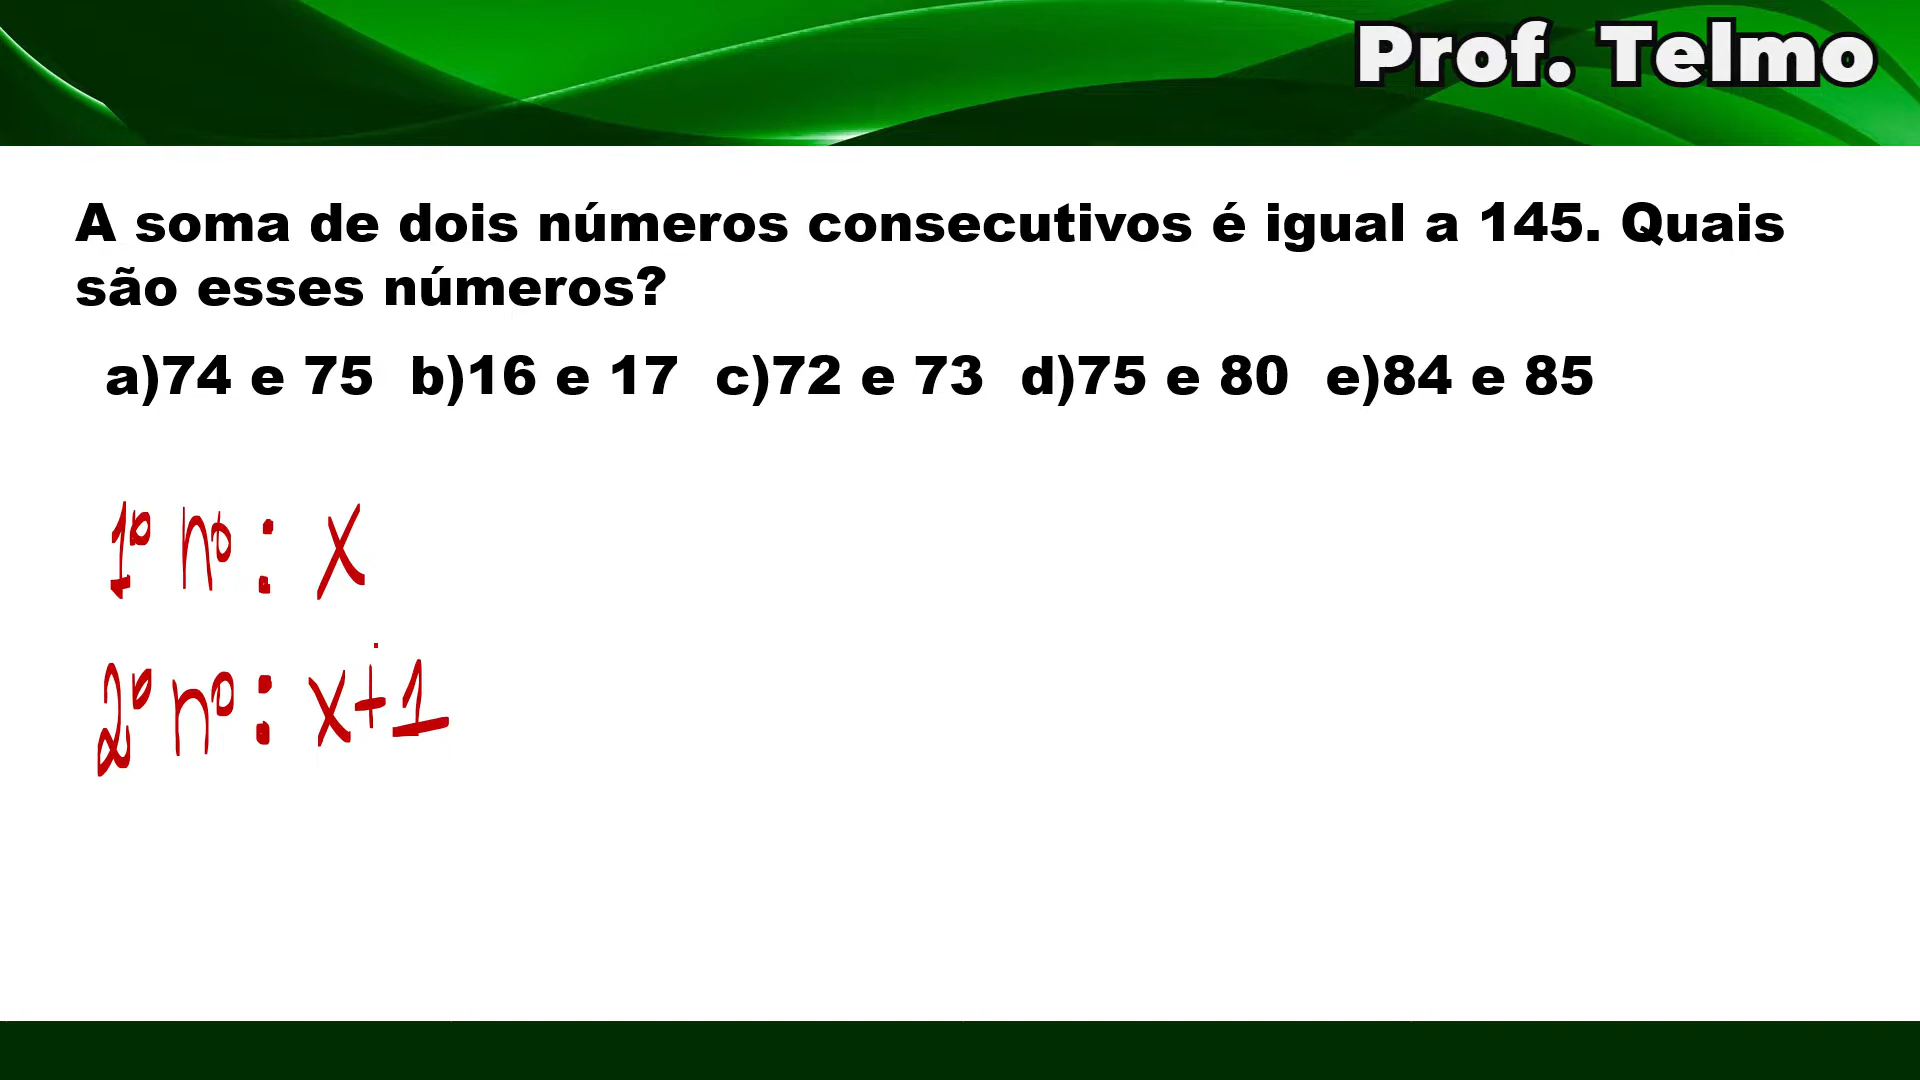 Prof. Telmo
A soma de dois números consecutivos é igual a 145. Quais
são esses números?
a)74 e 75 b)16 e 17 c)72 e 73 d)75 e 80 e)84 e 85
1º nº: x
2º nº: x+1